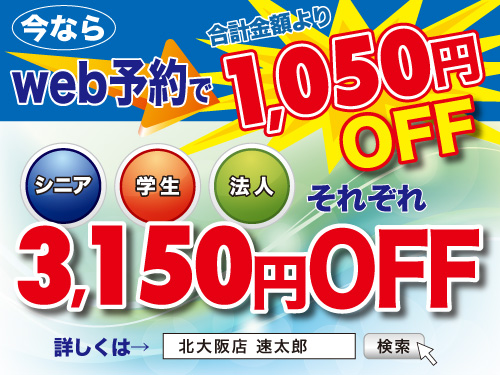 今なら
web予約で
合計金額より
1,050円
OFF
シニア 学生 法人 それぞれ
3,150円OFF
詳しくは→ 北大阪店 速太郎 検索